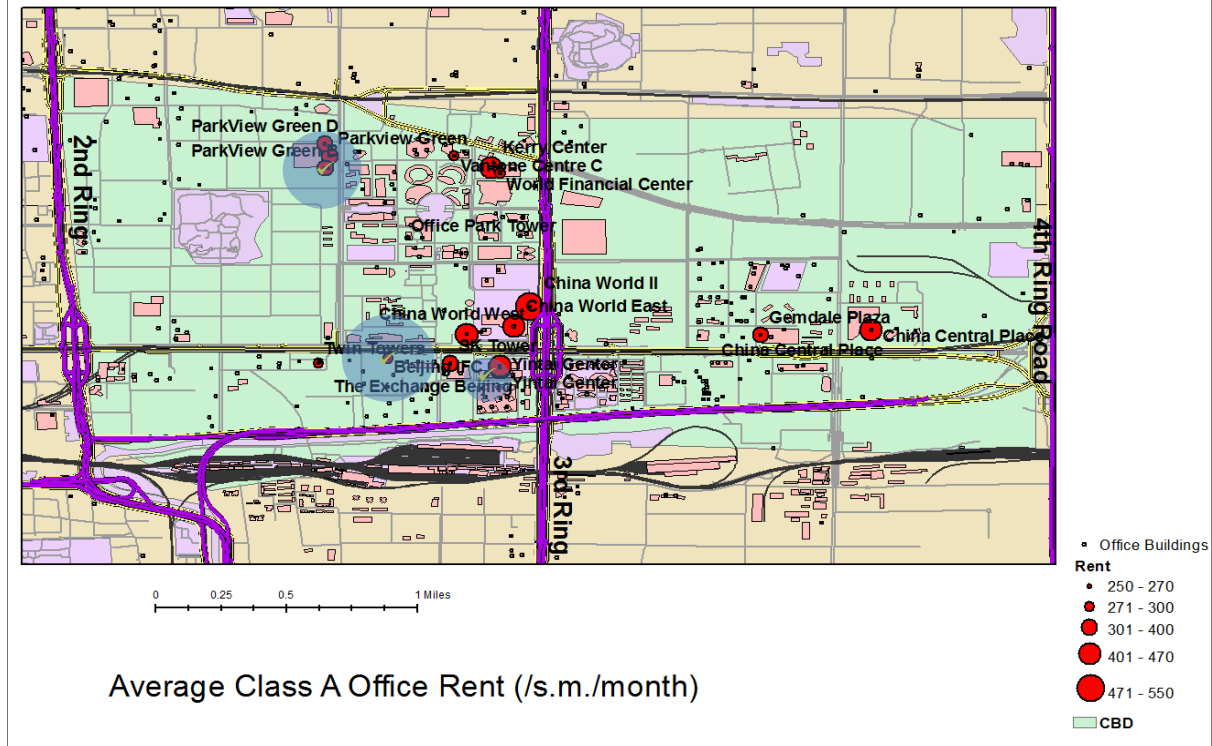 ParkView Green D
Parkview Green
Kerry Center
ParkView Green
Vantone Centre C
World Financial Center
2nd Ring
Office Park Tower
4th Ring Road
China World II
China World East
China World West
Gemdale Plaza
China Central Place
SK Tower
China Central Place
Twin Towers
Beijing IFC
Yintai Center
The Exchange Beijing
Yintai Center
3rd Ring
Office Buildings
Rent
250 - 270
271 - 300
301 - 400
401 - 470
471 - 550
CBD
0 0.25 0.5 1 Miles
Average Class A Office Rent (/s.m./month)